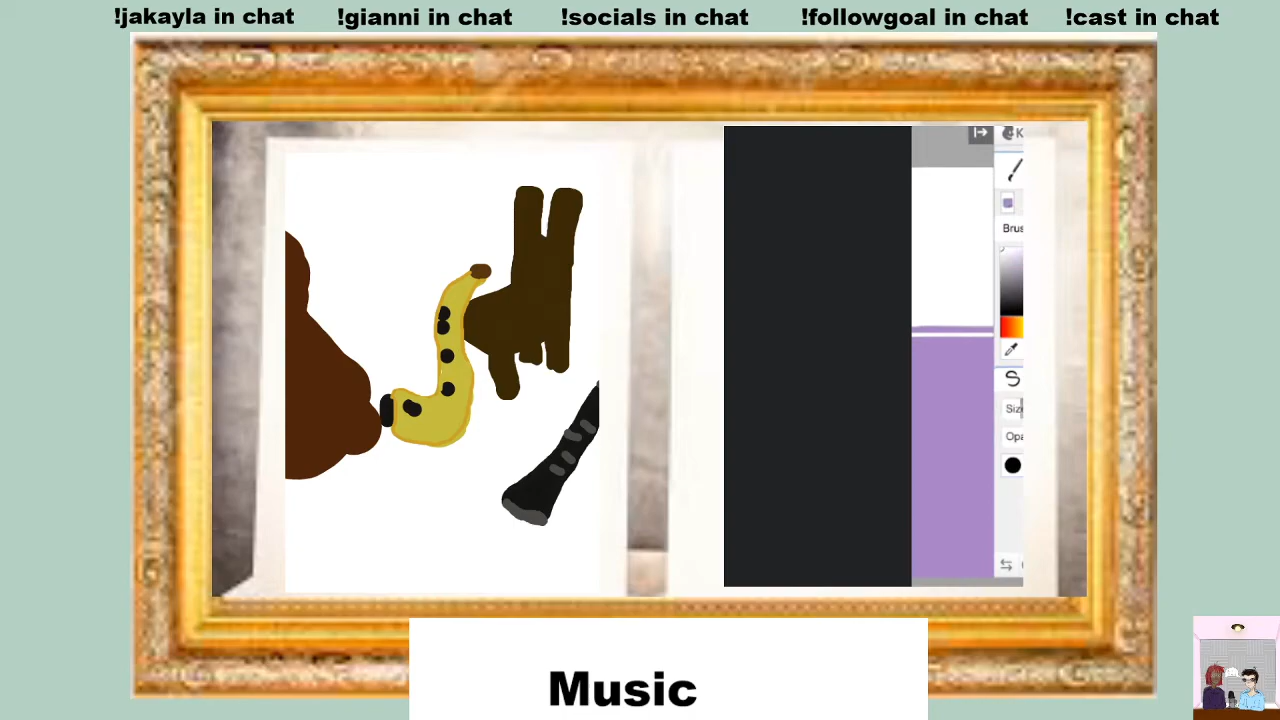 !jakayla in chat !gianni in chat !socials in chat !followgoal in chat !cast in chat
K
Brus
Siz
Opa
Music